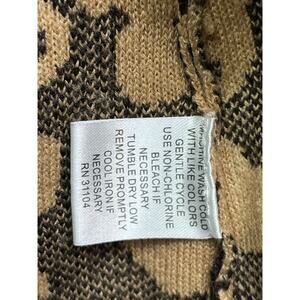 MACHINE WASH COLD
WITH LIKE COLORS
GENTLE CYCLE
USE NON-CHLORINE
BLEACH IF
NECESSARY
TUMBLE DRY LOW
REMOVE PROMPTLY
COOL IRON IF
NECESSARY
RN 31104